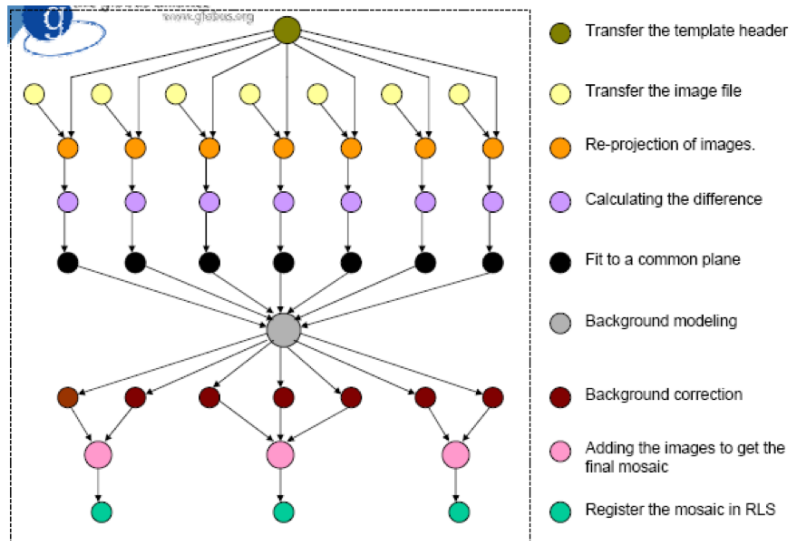 g
www.globus.org
Transfer the template header
Transfer the image file
Re-projection of images.
Calculating the difference
Fit to a common plane
Background modeling
Background correction
Adding the images to get the
final mosaic
Register the mosaic in RLS